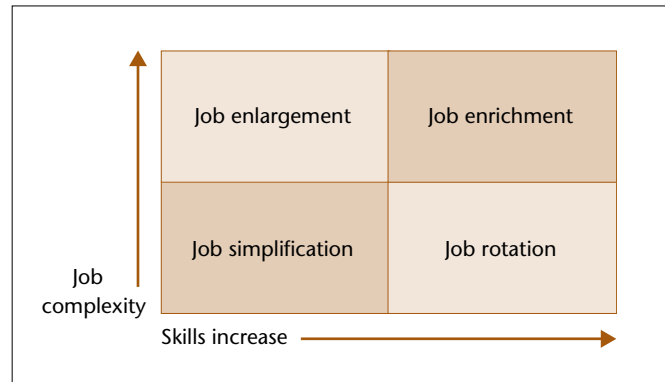 Job enlargement
Job enrichment
Job simplification
Job rotation
Job
complexity
Skills increase